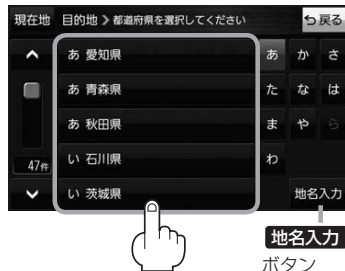 現在地 目的地 ❯ 都道府県を選択してください 戻る
あ 愛知県 あ か さ
あ 青森県 た な は
あ 秋田県 ま や ら
い 石川県 わ
47件
い 茨城県 地名入力
地名入力
ボタン